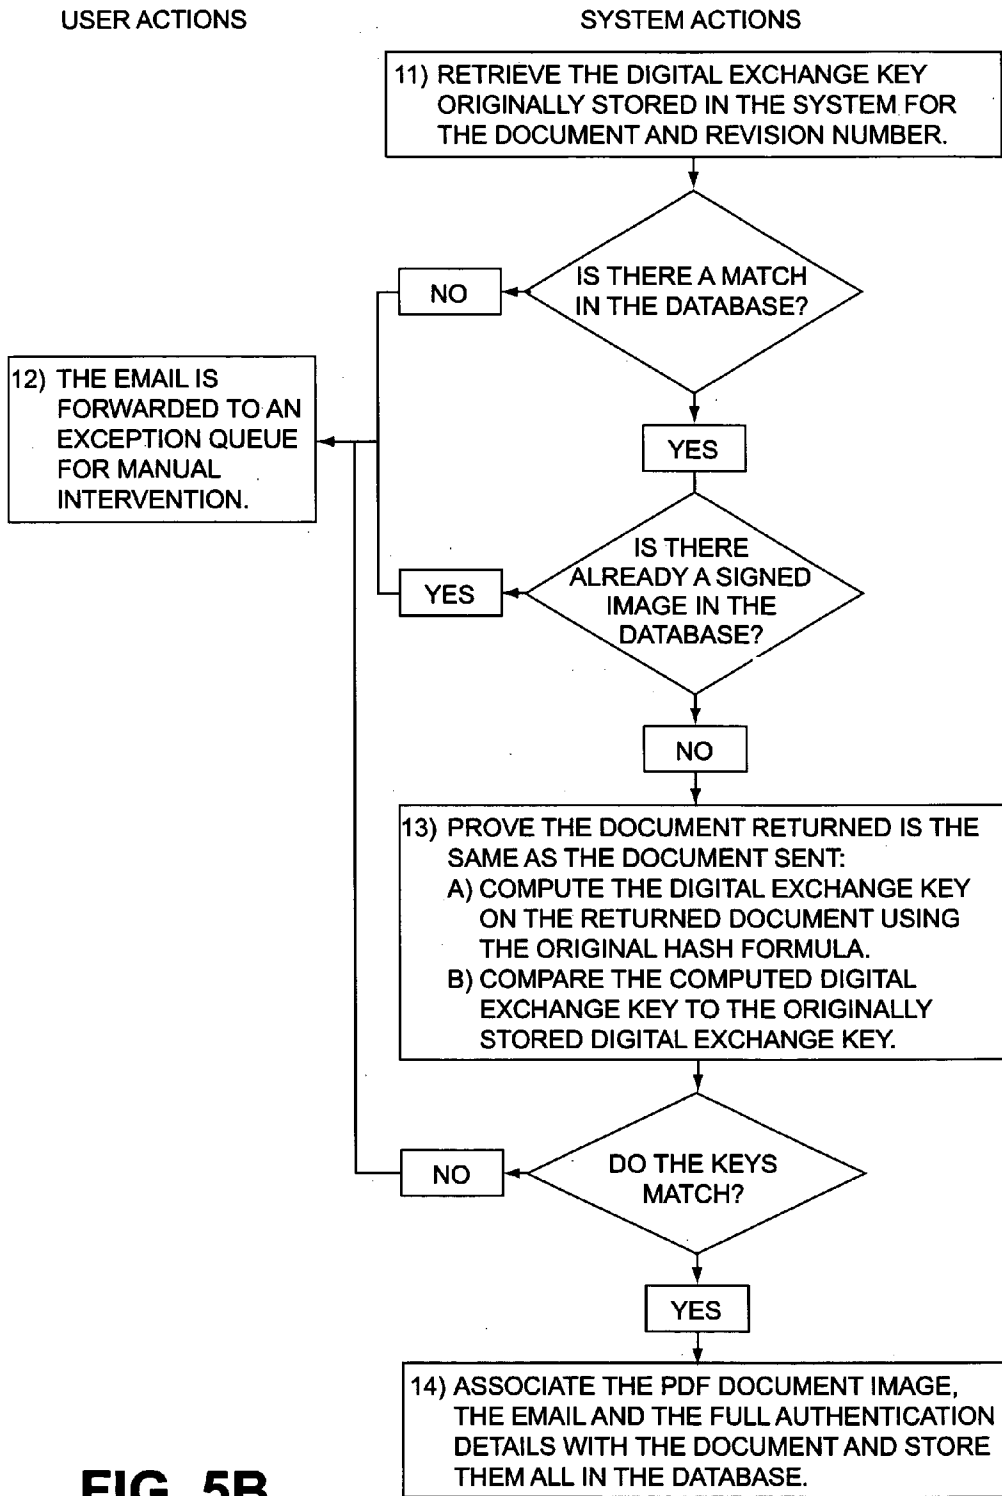 USER ACTIONS
SYSTEM ACTIONS
11) RETRIEVE THE DIGITAL EXCHANGE KEY
ORIGINALLY STORED IN THE SYSTEM FOR
THE DOCUMENT AND REVISION NUMBER.
IS THERE A MATCH
IN THE DATABASE?
NO
12) THE EMAIL IS
FORWARDED TO AN
EXCEPTION QUEUE
FOR MANUAL
INTERVENTION.
YES
IS THERE
ALREADY A SIGNED
IMAGE IN THE
DATABASE?
YES
NO
13) PROVE THE DOCUMENT RETURNED IS THE
SAME AS THE DOCUMENT SENT:
A) COMPUTE THE DIGITAL EXCHANGE KEY
ON THE RETURNED DOCUMENT USING
THE ORIGINAL HASH FORMULA.
B) COMPARE THE COMPUTED DIGITAL
EXCHANGE KEY TO THE ORIGINALLY
STORED DIGITAL EXCHANGE KEY.
DO THE KEYS
MATCH?
NO
YES
14) ASSOCIATE THE PDF DOCUMENT IMAGE,
THE EMAIL AND THE FULL AUTHENTICATION
DETAILS WITH THE DOCUMENT AND STORE
THEM ALL IN THE DATABASE.
FIG. 5B